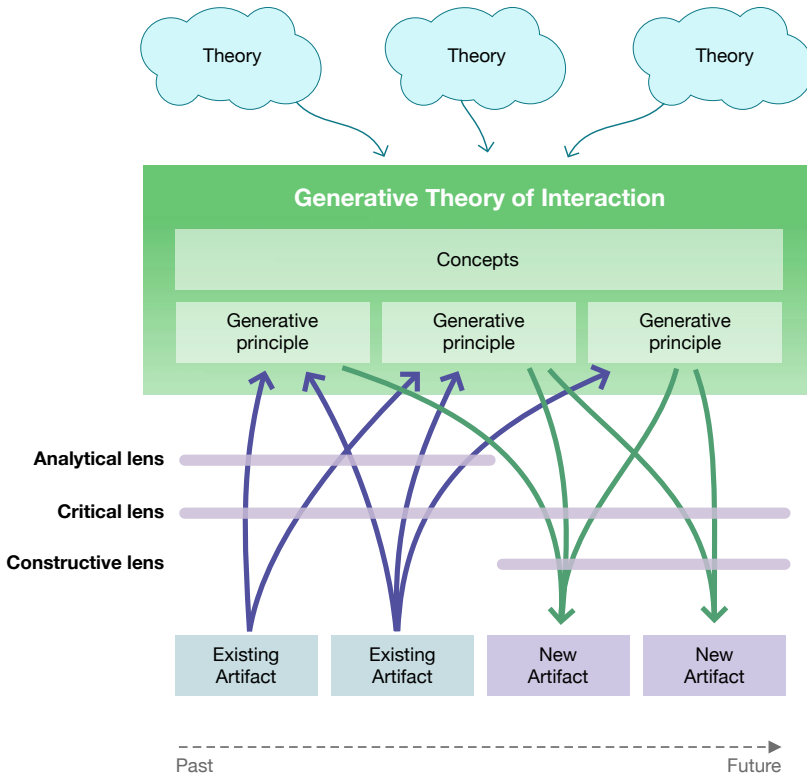 Theory
Theory
Theory
Generative Theory of Interaction
Concepts
Generative
principle
Generative
principle
Generative
principle
Analytical lens
Critical lens
Constructive lens
Existing
Artifact
Existing
Artifact
New
Artifact
New
Artifact
Past
Future